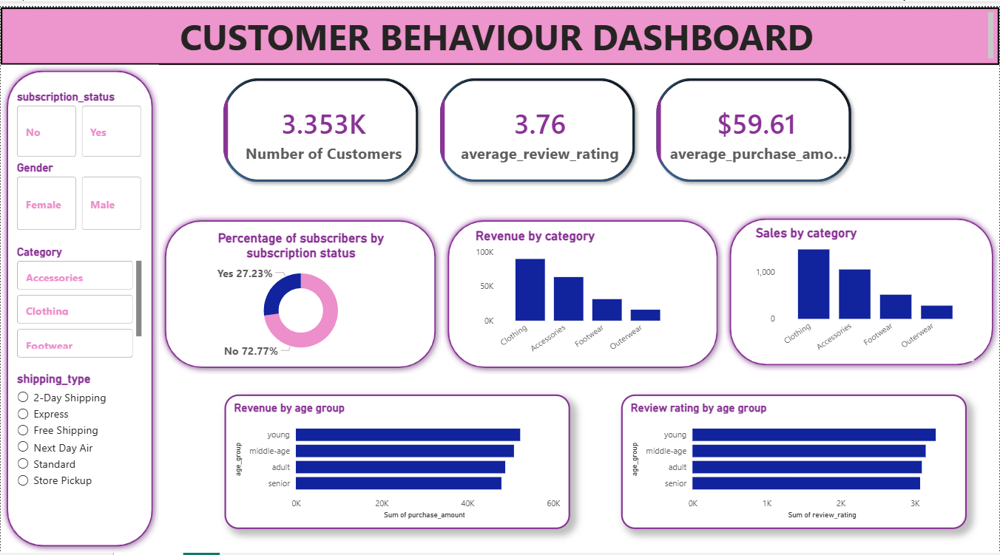 CUSTOMER BEHAVIOUR DASHBOARD
subscription_status
No
Yes
Gender
Female
Male
Category
Accessories
Clothing
Footwear
shipping_type
2-Day Shipping
Express
Free Shipping
Next Day Air
Standard
Store Pickup
3.353K
Number of Customers
3.76
average_review_rating
$59.61
average_purchase_amo...
Percentage of subscribers by
subscription status
Yes 27.23%
No 72.77%
Revenue by category
100K
50K
0K
Clothing
Accessories
Footwear
Outerwear
Sales by category
1,000
0
Clothing
Accessories
Footwear
Outerwear
Revenue by age group
age_group
young
middle-age
adult
senior
0K 20K 40K 60K
Sum of purchase_amount
Review rating by age group
age_group
young
middle-age
adult
senior
0K 1K 2K 3K
Sum of review_rating